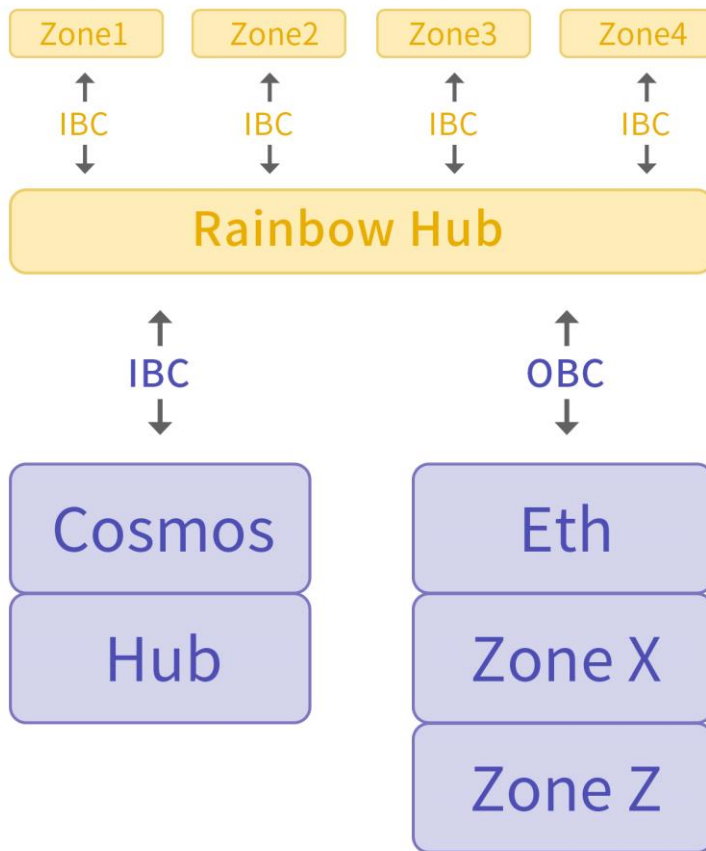 Zone1 Zone2 Zone3 Zone4
IBC IBC IBC IBC
Rainbow Hub
IBC OBC
Cosmos Eth
Hub Zone X
Zone Z